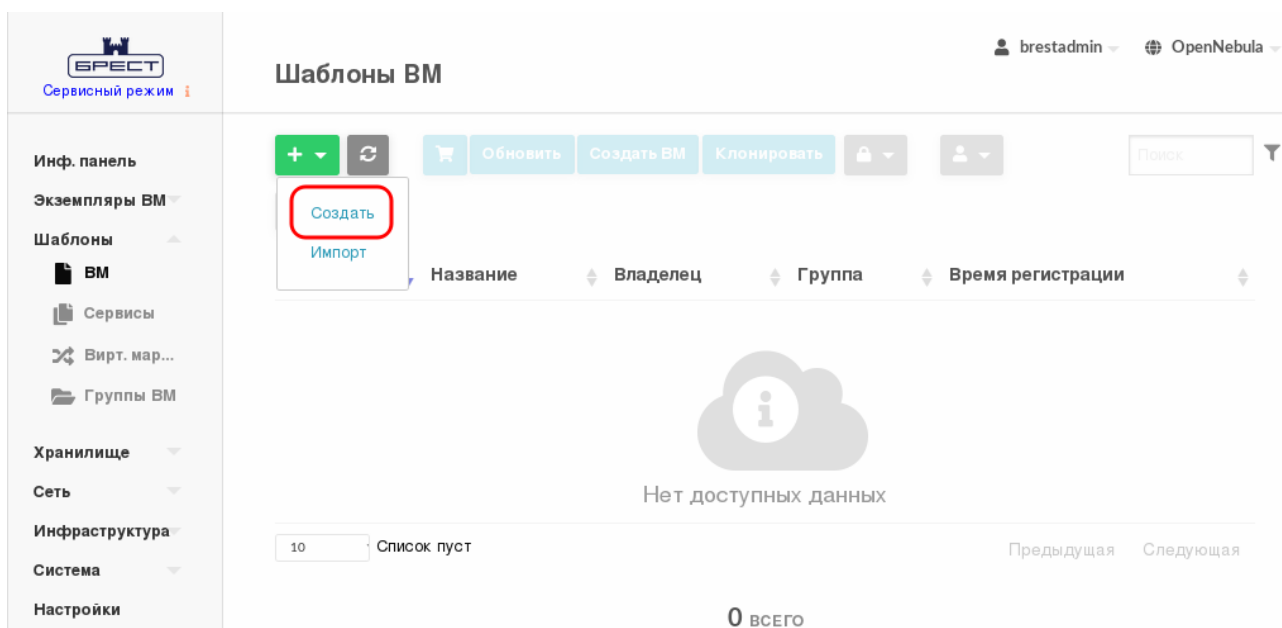 БРЕСТ
Сервисный режим
brestadmin
OpenNebula
Шаблоны ВМ
Инф. панель
Экземпляры ВМ
Шаблоны
ВМ
Сервисы
Вирт. мар...
Группы ВМ
Хранилище
Сеть
Инфраструктура
Система
Настройки
Обновить Создать ВМ Клонировать
Поиск
Создать
Импорт
Название Владелец Группа Время регистрации
Нет доступных данных
10 Список пуст Предыдущая Следующая
0 ВСЕГО